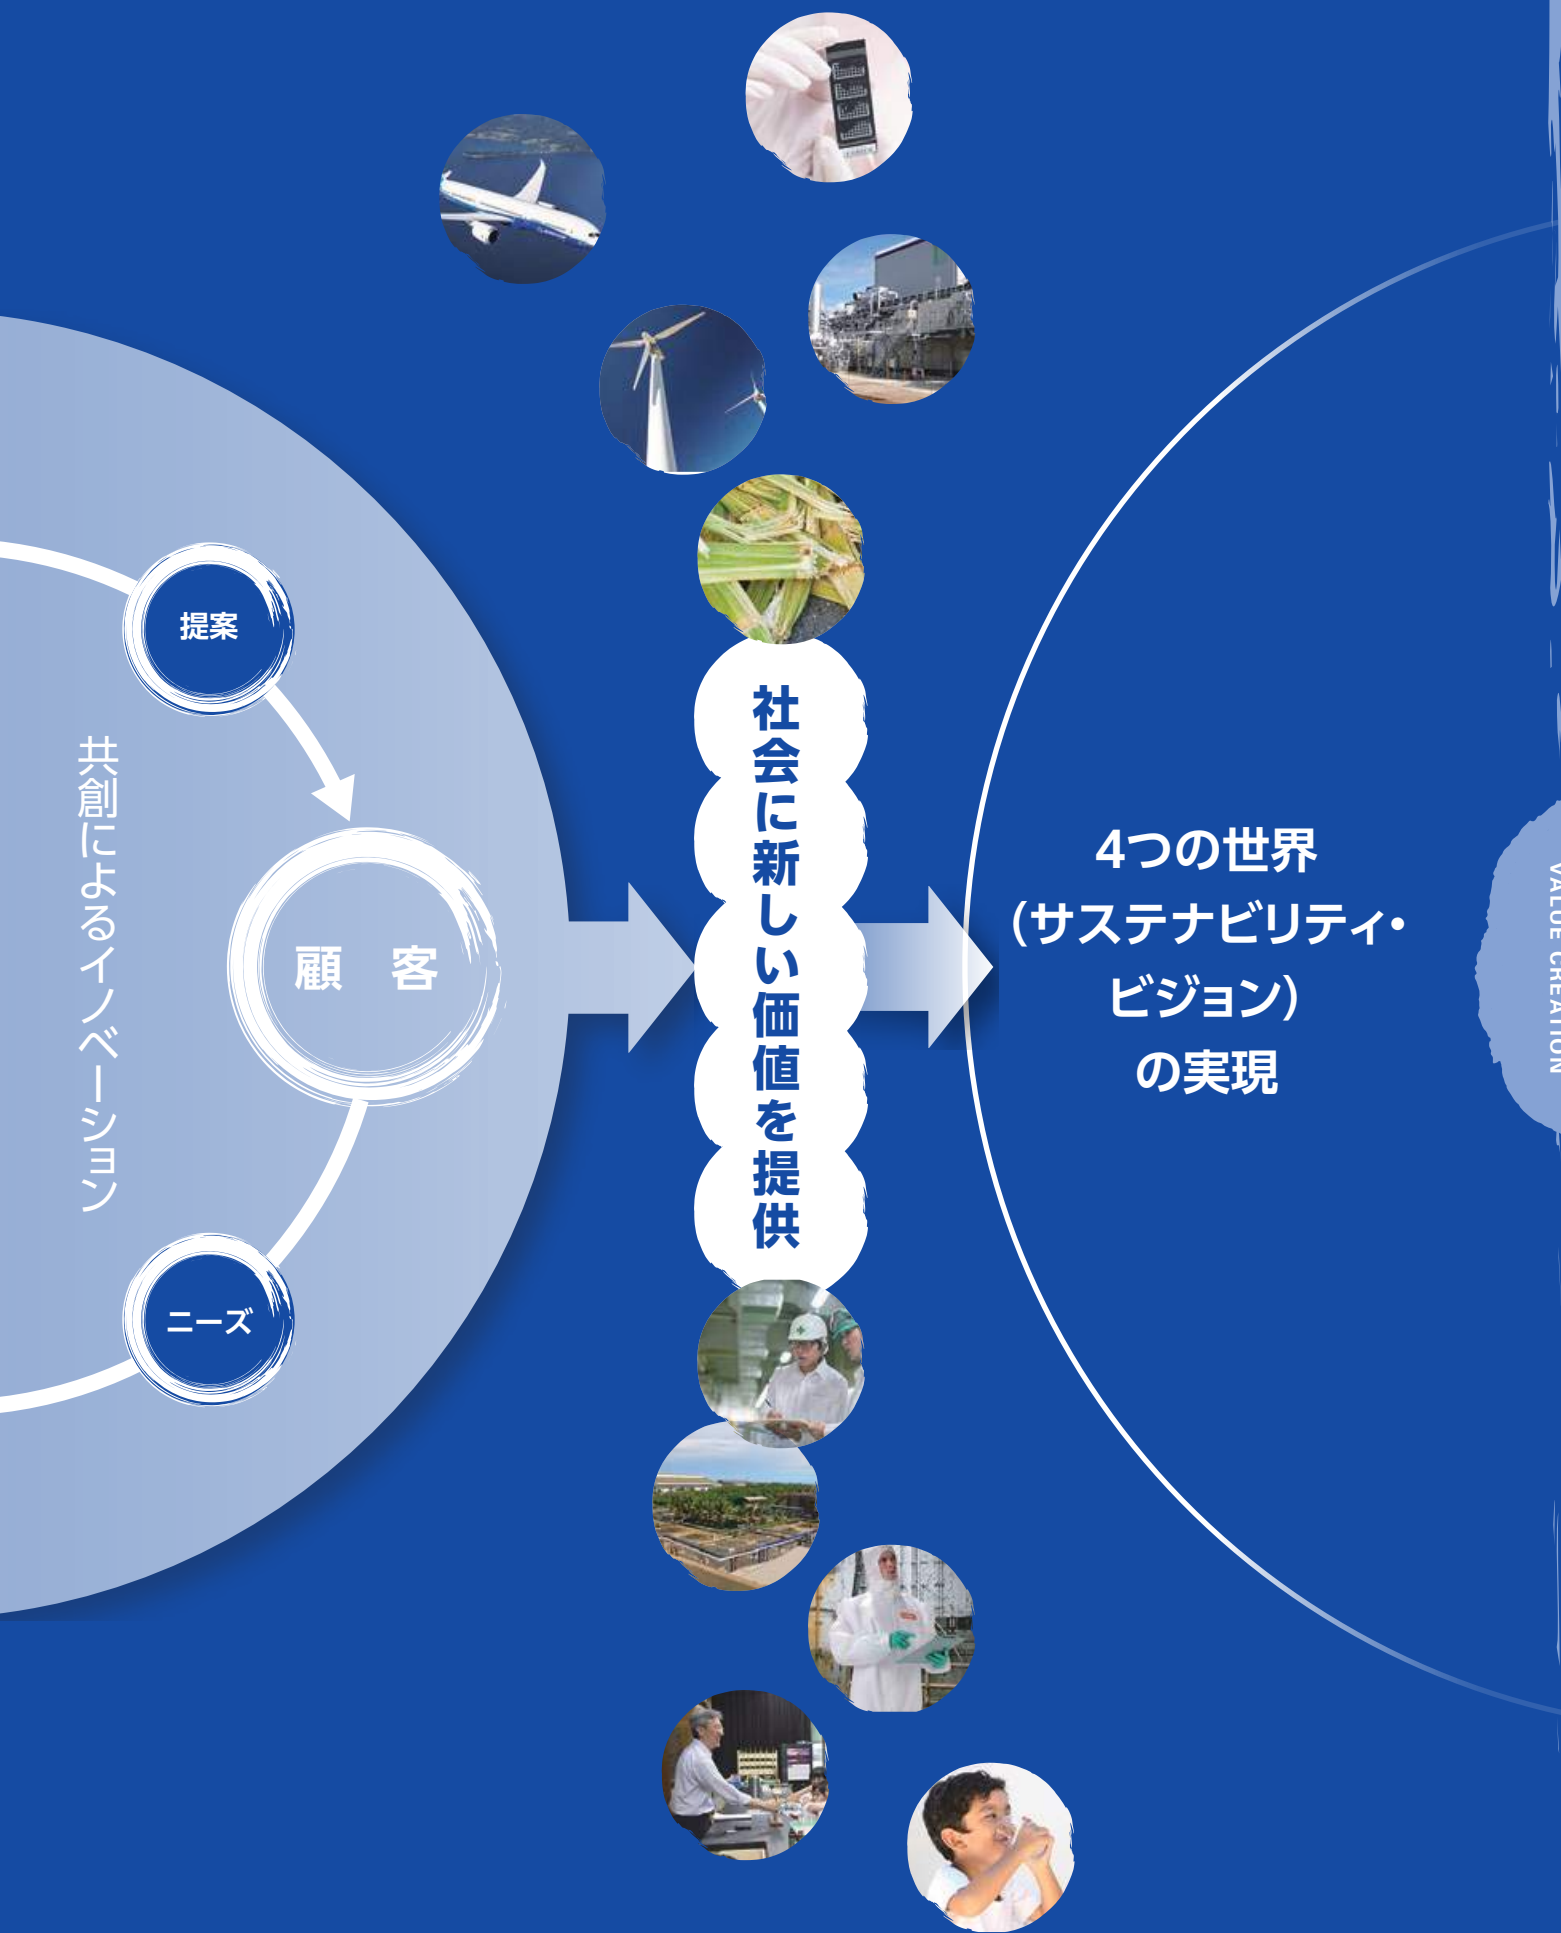 提案
共創によるイノベーション
顧 客
ニーズ
社会に新しい価値を提供
4つの世界
（サステナビリティ・
ビジョン）
の実現
VALUE CREATION